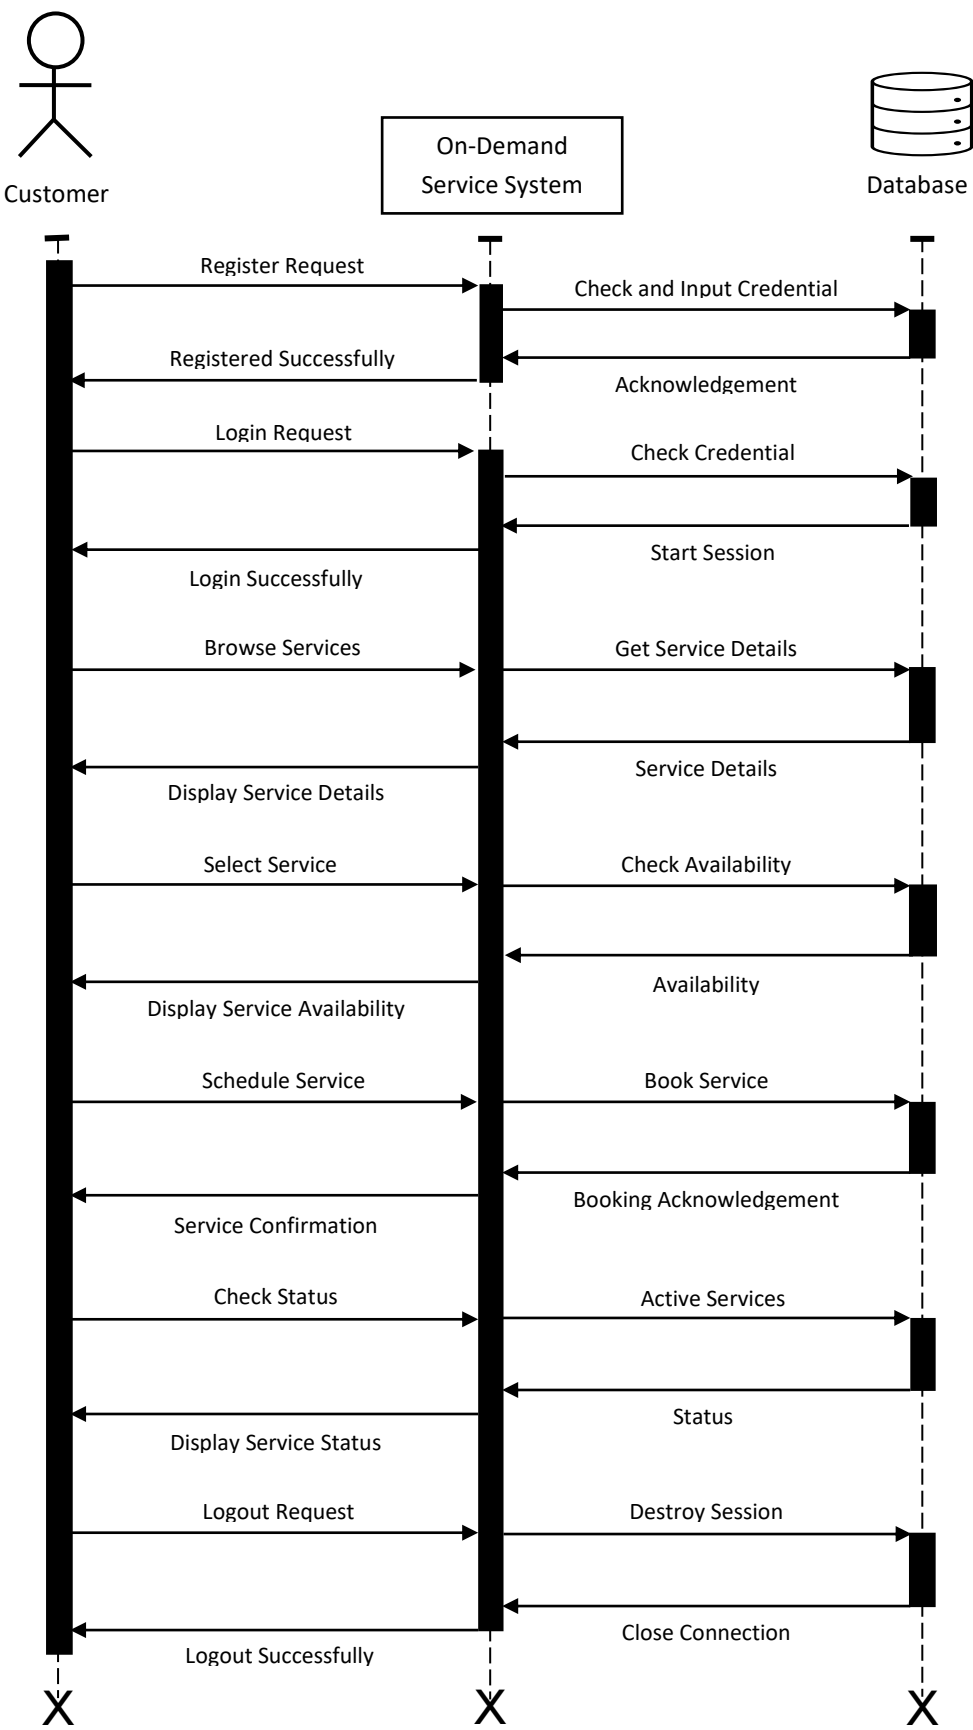 On-Demand
Service System
Customer
Database
Register Request
Check and Input Credential
Registered Successfully
Acknowledgement
Login Request
Check Credential
Start Session
Login Successfully
Browse Services
Get Service Details
Service Details
Display Service Details
Select Service
Check Availability
Availability
Display Service Availability
Schedule Service
Book Service
Booking Acknowledgement
Service Confirmation
Check Status
Active Services
Status
Display Service Status
Logout Request
Destroy Session
Close Connection
Logout Successfully